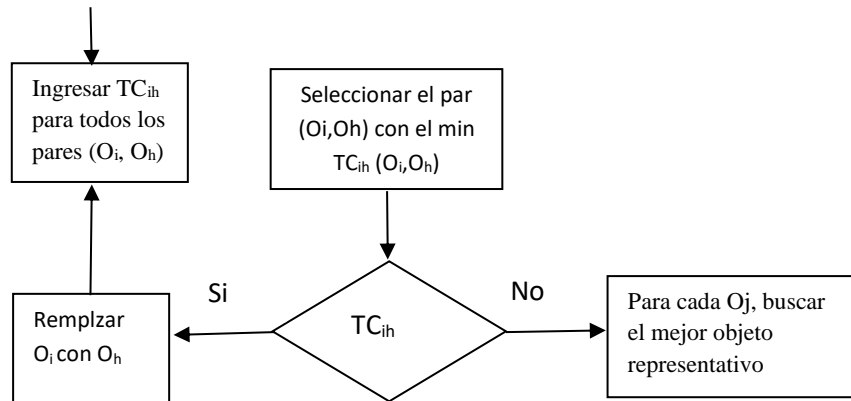 Ingresar TCih
para todos los
pares (Oi, Oh)
Seleccionar el par
(Oi,Oh) con el min
TCih (Oi,Oh)
Si
No
Remplzar
Oi con Oh
TCih
Para cada Oj, buscar
el mejor objeto
representativo